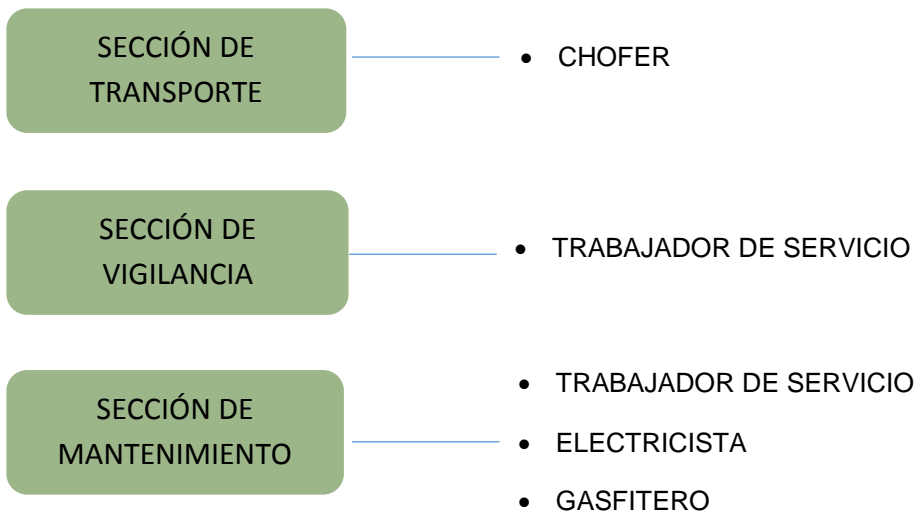 SECCIÓN DE
TRANSPORTE
• CHOFER
SECCIÓN DE
VIGILANCIA
• TRABAJADOR DE SERVICIO
SECCIÓN DE
MANTENIMIENTO
• TRABAJADOR DE SERVICIO
• ELECTRICISTA
• GASFITERO